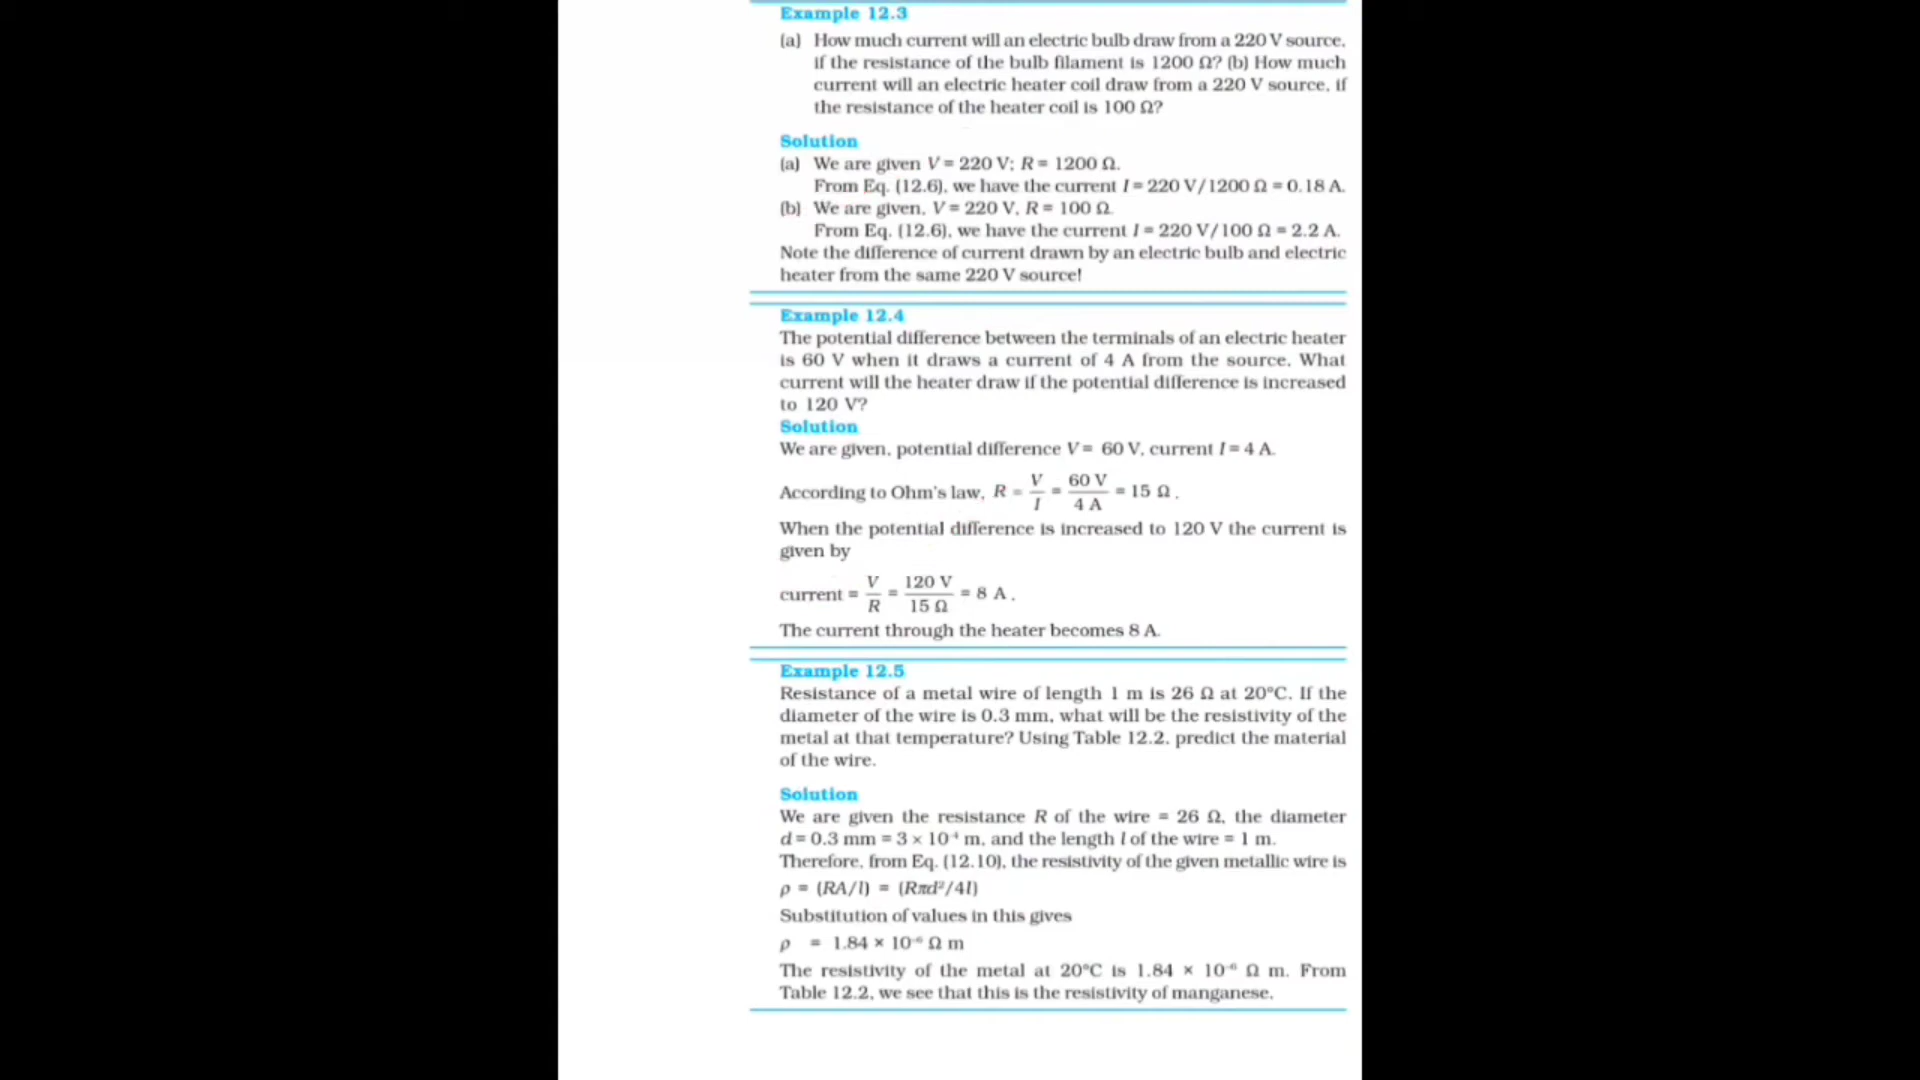 Example 12.3
(a) How much current will an electric bulb draw from a 220 V source,
if the resistance of the bulb filament is 1200 Ω? (b) How much
current will an electric heater coil draw from a 220 V source, if
the resistance of the heater coil is 100 Ω?
Solution
(a) We are given V = 220 V; R = 1200 Ω.
From Eq. (12.6), we have the current I = 220 V/1200 Ω = 0.18 A.
(b) We are given, V = 220 V, R = 100 Ω.
From Eq. (12.6), we have the current I = 220 V/100 Ω = 2.2 A.
Note the difference of current drawn by an electric bulb and electric
heater from the same 220 V source!
Example 12.4
The potential difference between the terminals of an electric heater
is 60 V when it draws a current of 4 A from the source. What
current will the heater draw if the potential difference is increased
to 120 V?
Solution
We are given, potential difference V = 60 V, current I = 4 A.
According to Ohm's law, R = V/I = 60 V/4 A = 15 Ω.
When the potential difference is increased to 120 V the current is
given by
current = V/R = 120 V/15 Ω = 8 A.
The current through the heater becomes 8 A.
Example 12.5
Resistance of a metal wire of length 1 m is 26 Ω at 20°C. If the
diameter of the wire is 0.3 mm, what will be the resistivity of the
metal at that temperature? Using Table 12.2, predict the material
of the wire.
Solution
We are given the resistance R of the wire = 26 Ω, the diameter
d = 0.3 mm = 3 × 10⁻⁴ m, and the length l of the wire = 1 m.
Therefore, from Eq. (12.10), the resistivity of the given metallic wire is
ρ = (RA/l) = (Rπd²/4l)
Substitution of values in this gives
ρ = 1.84 × 10⁻⁶ Ω m
The resistivity of the metal at 20°C is 1.84 × 10⁻⁶ Ω m. From
Table 12.2, we see that this is the resistivity of manganese.